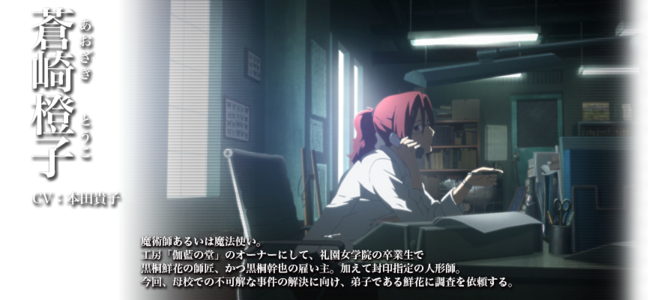 蒼崎橙子
あおざき とうこ
CV：本田貴子
魔術師あるいは魔法使い。
工房「伽藍の堂」のオーナーにして、礼園女学院の卒業生で
黒桐鮮花の師匠、かつ黒桐幹也の雇い主。加えて封印指定の人形師。
今回、母校での不可解な事件の解決に向け、弟子である鮮花に調査を依頼する。